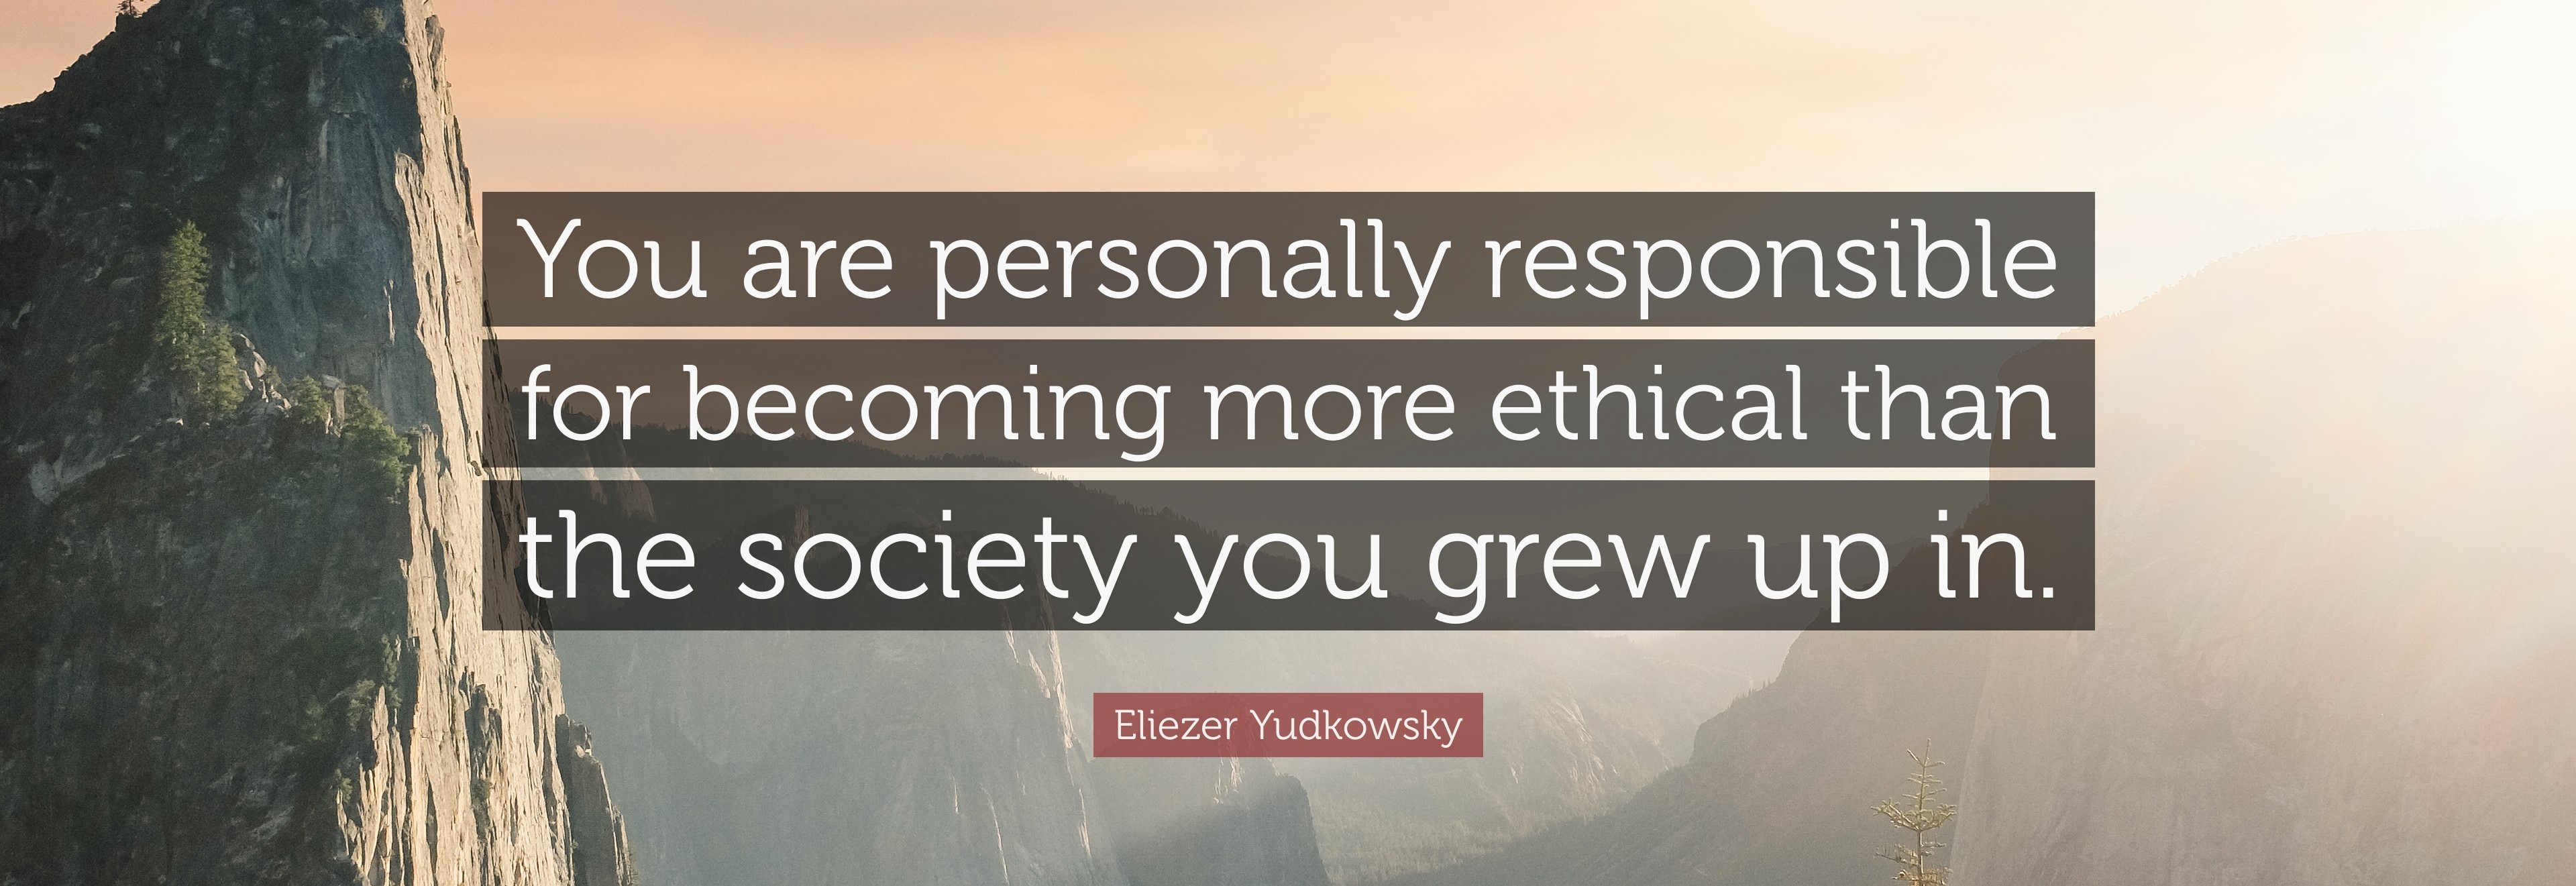 You are personally responsible
for becoming more ethical than
the society you grew up in.
Eliezer Yudkowsky